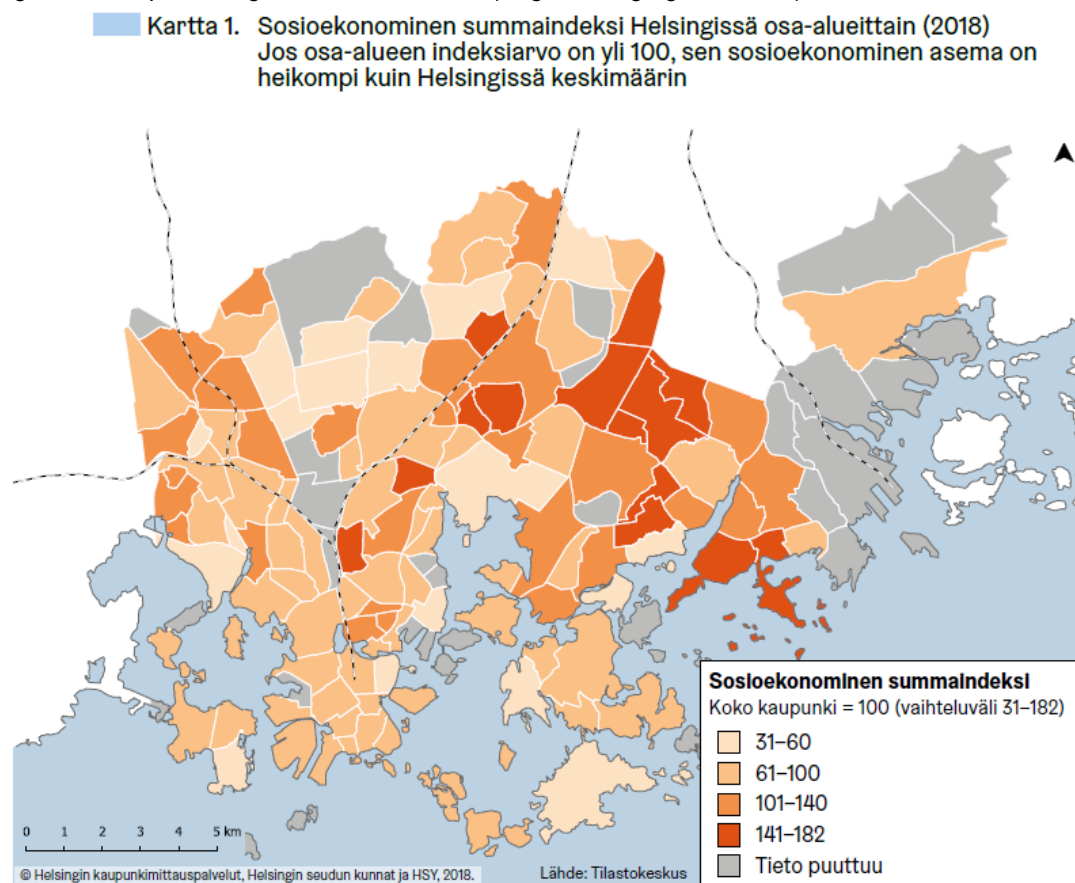 Kartta 1. Sosioekonominen summaindeksi Helsingissä osa-alueittain (2018)
Jos osa-alueen indeksiarvo on yli 100, sen sosioekonominen asema on
heikompi kuin Helsingissä keskimäärin
Sosioekonominen summaindeksi
Koko kaupunki = 100 (vaihteluväli 31–182)
31–60
61–100
101–140
141–182
Tieto puuttuu
0 1 2 3 4 5 km
© Helsingin kaupunkimittauspalvelut, Helsingin seudun kunnat ja HSY, 2018.
Lähde: Tilastokeskus